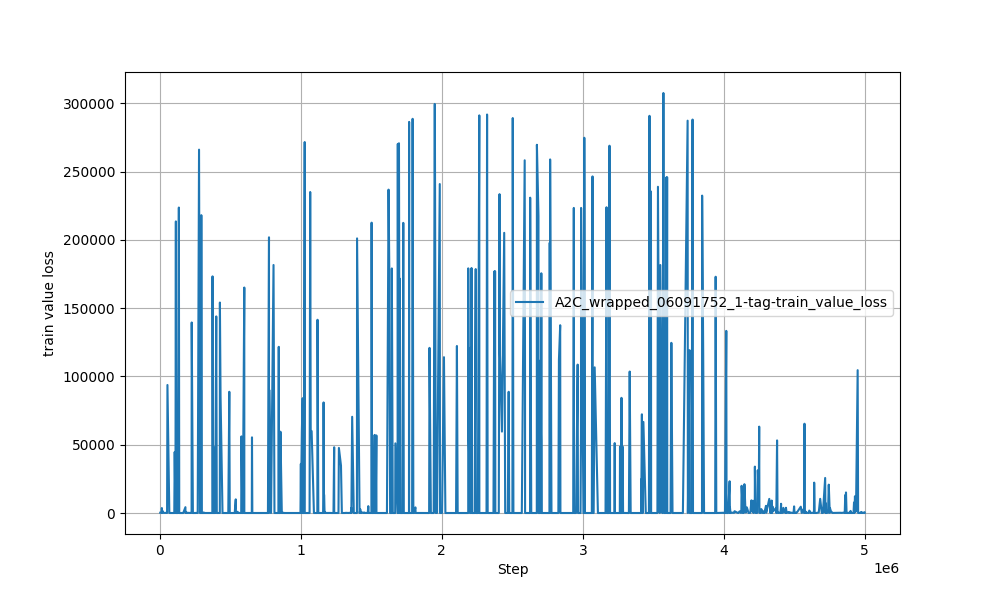 300000
250000
200000
150000
100000
50000
0
train value loss
A2C_wrapped_06091752_1-tag-train_value_loss
0 1 2 3 4 5
1e6
Step